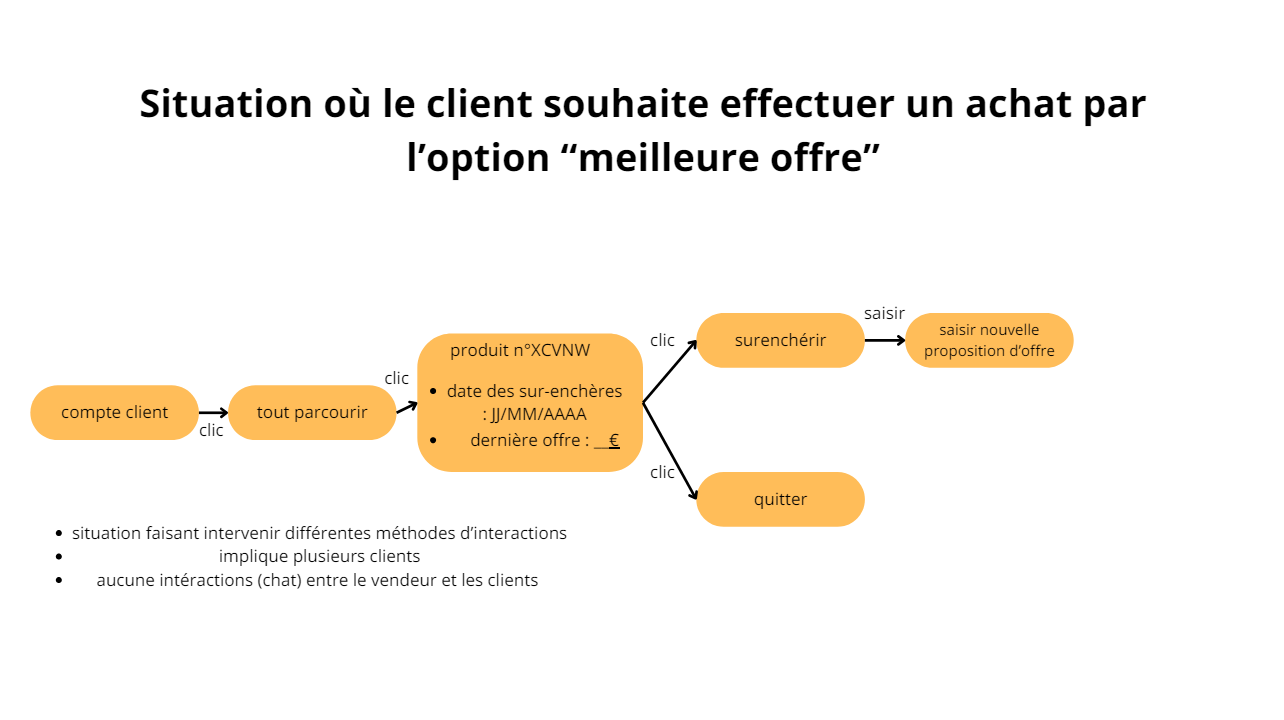 Situation où le client souhaite effectuer un achat par
l’option “meilleure offre”
saisir
clic
surenchérir
saisir nouvelle
proposition d’offre
produit n°XCVNW
clic
• date des sur-enchères
: JJ/MM/AAAA
• dernière offre : __€
compte client
clic
tout parcourir
clic
quitter
• situation faisant intervenir différentes méthodes d’interactions
• implique plusieurs clients
• aucune intéractions (chat) entre le vendeur et les clients